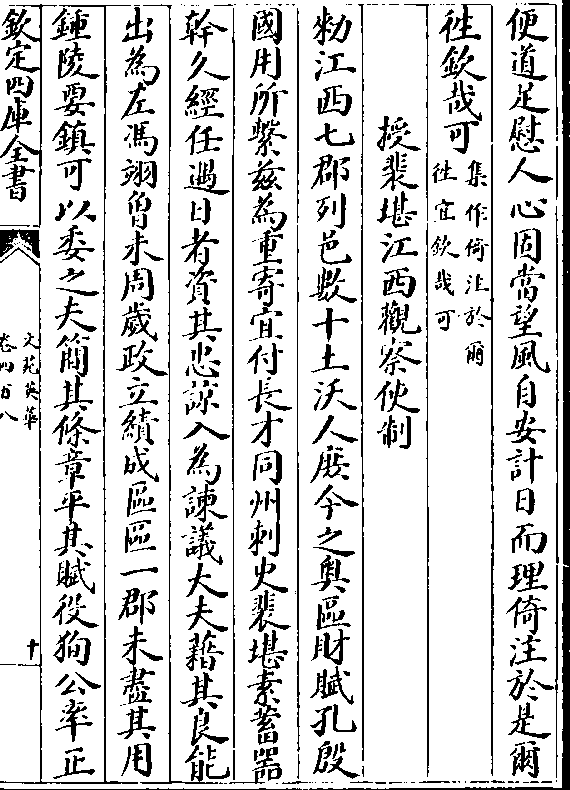 便道足慰人心固當望風自安計日而理倚注於是爾
徃欽哉可集作倚注於爾徃宜欽哉可
授裴堪江西觀察使制
勑江西七郡列邑數十土沃人庶今之奥區財賦孔殷
國用所繫兹為重寄宜付長才同州刺史裴堪素蓄器
幹久經任遇日者資其忠諒入為諫議大夫藉其良能
出為左馮翊曽未周歲政立績成區區一郡未盡其用
鍾陵要鎮可以委之夫簡其條章平其賦役徇公率正
欽定四庫全書
文苑英華
卷四百八
十